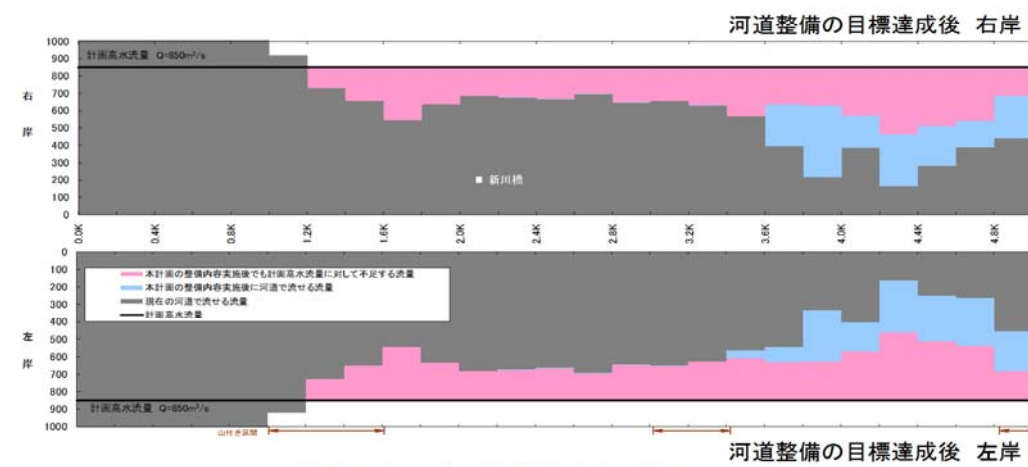 河道整備の目標達成後 右岸
1000
900
800
700
600
500
400
300
200
100
0
右
岸
計画高水流量 Q=850m³/s
新川橋
0.0K 0.4K 0.8K 1.2K 1.6K 2.0K 2.4K 2.8K 3.2K 3.6K 4.0K 4.4K 4.8K
0
100
200
300
400
500
600
700
800
900
1000
左
岸
本計画の整備内容実施後でも計画高水流量に対して不足する流量
本計画の整備内容実施後に河道で流せる流量
現在の河道で流せる流量
計画高水流量
計画高水流量 Q=850m³/s
山付き区間
河道整備の目標達成後 左岸